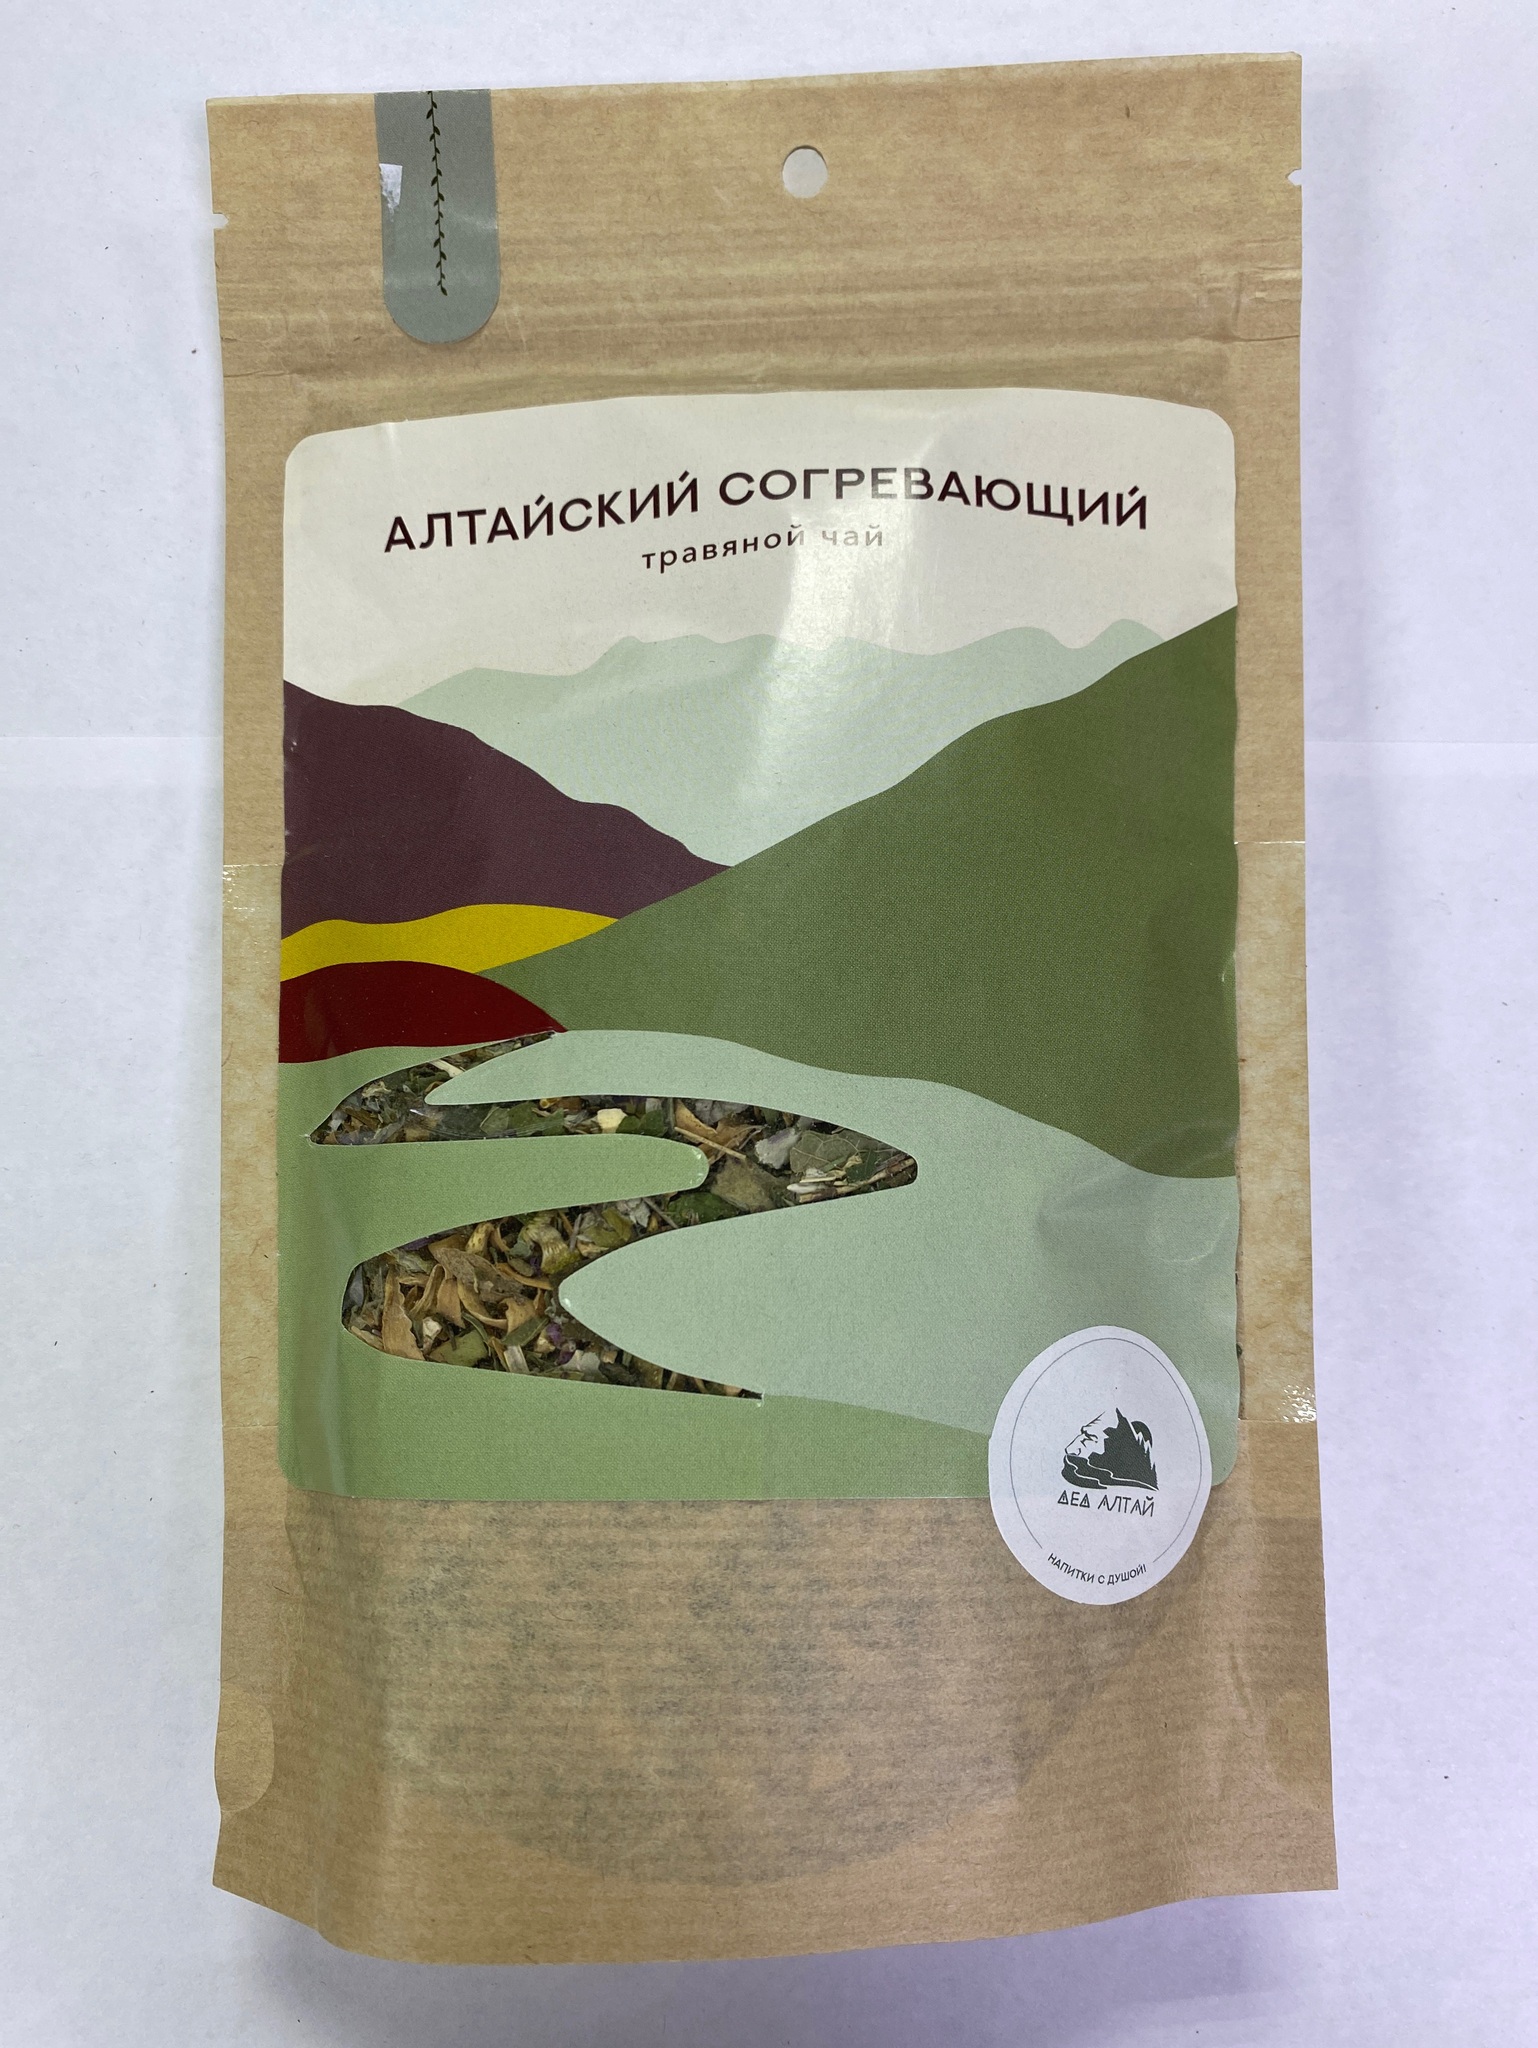 АЛТАЙСКИЙ СОГРЕВАЮЩИЙ
травяной чай
ДЕД АЛТАЙ
НАПИТКИ С ДУШОЙ!